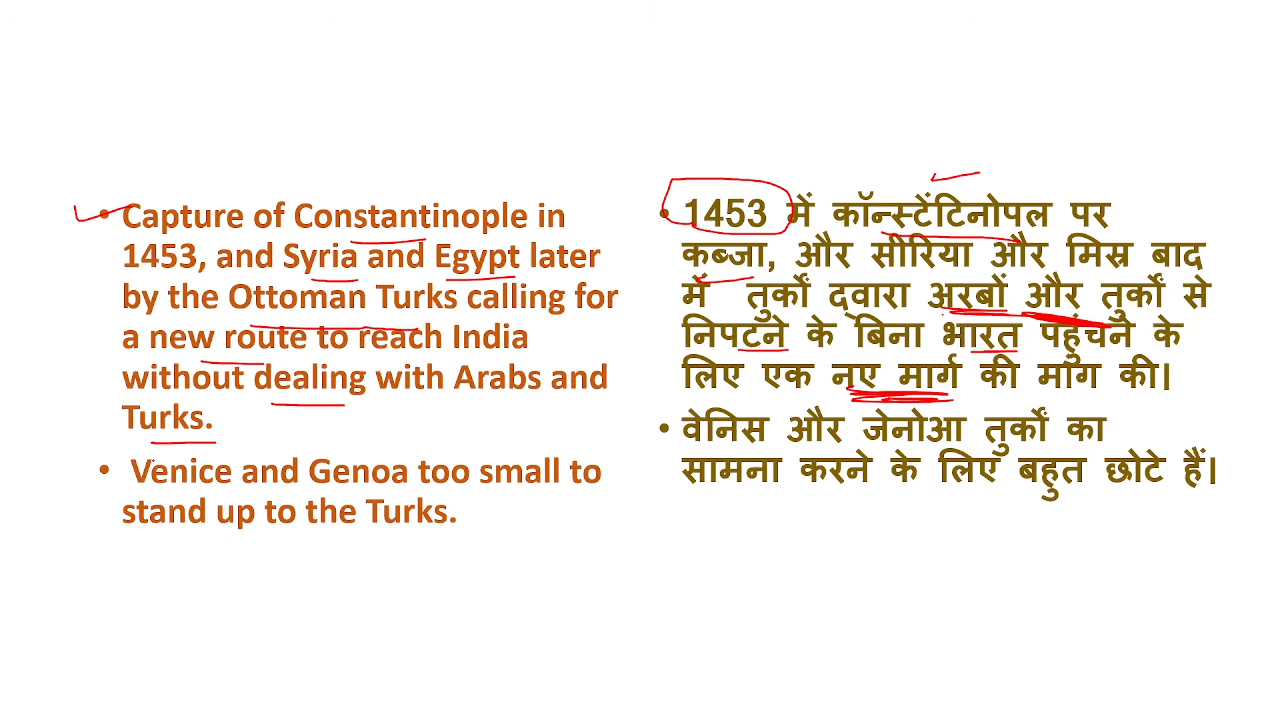 • Capture of Constantinople in
1453, and Syria and Egypt later
by the Ottoman Turks calling for
a new route to reach India
without dealing with Arabs and
Turks.
• Venice and Genoa too small to
stand up to the Turks.
• 1453 में कॉन्स्टेंटिनोपल पर
कब्जा, और सीरिया और मिस्र बाद
में तुर्कों द्वारा अरबों और तुर्कों से
निपटने के बिना भारत पहुंचने के
लिए एक नए मार्ग की मांग की।
• वेनिस और जेनोआ तुर्कों का
सामना करने के लिए बहुत छोटे हैं।